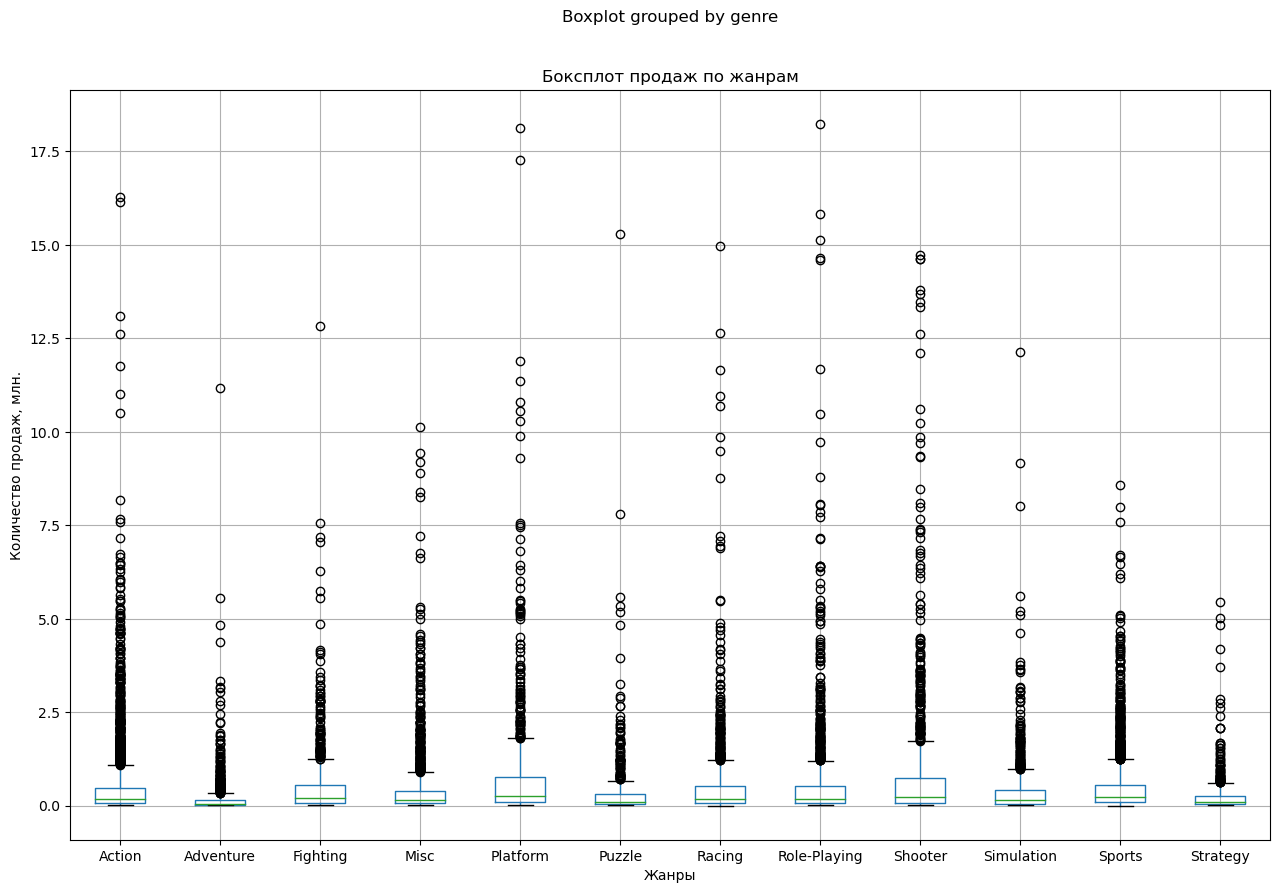 Boxplot grouped by genre
Боксплот продаж по жанрам
Количество продаж, млн.
17.5
15.0
12.5
10.0
7.5
5.0
2.5
0.0
Action Adventure Fighting Misc Platform Puzzle Racing Role-Playing Shooter Simulation Sports Strategy
Жанры